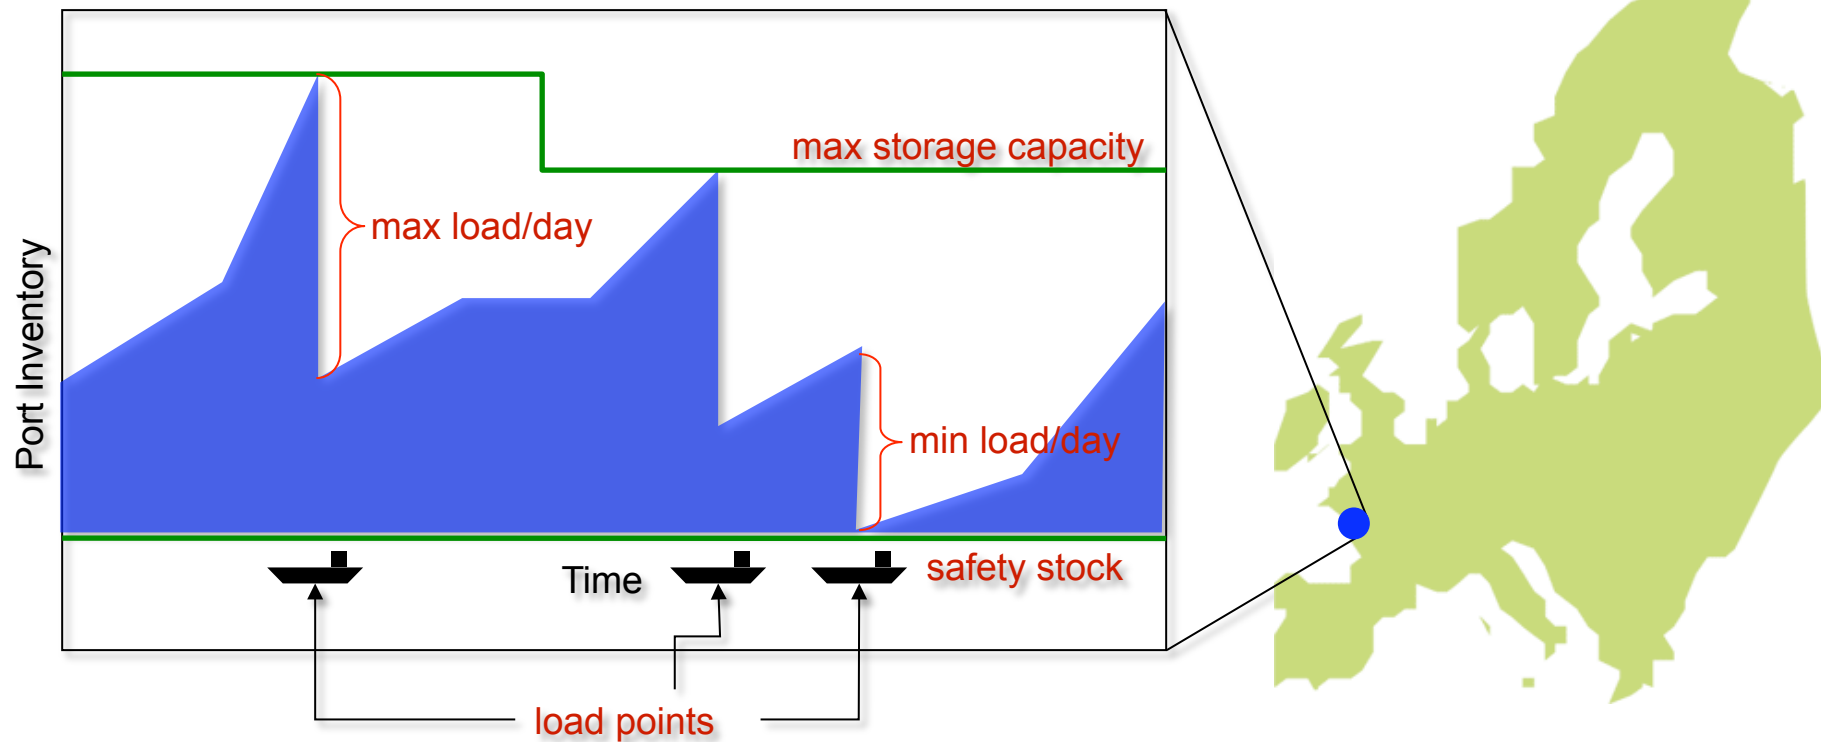 max storage capacity
max load/day
Port Inventory
min load/day
safety stock
Time
load points